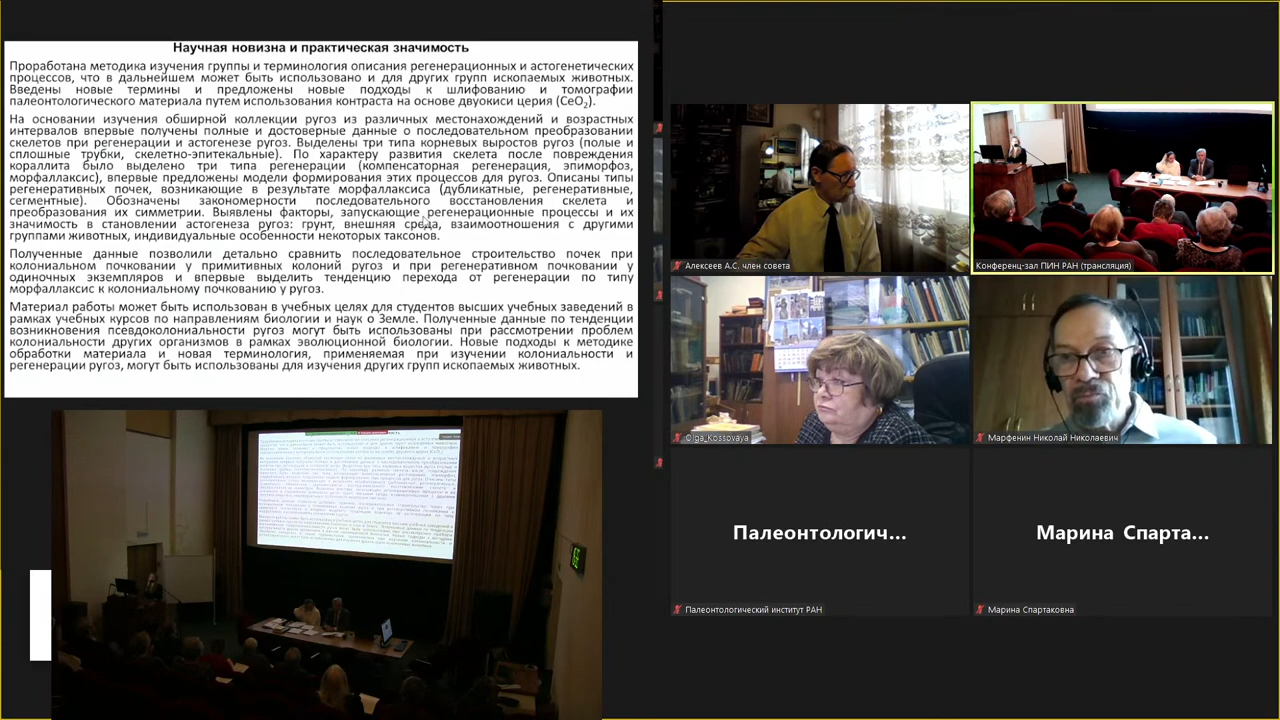 Научная новизна и практическая значимость
Проработана методика изучения группы и терминология описания регенерационных и астогенетических
процессов, что в дальнейшем может быть использовано и для других групп ископаемых животных.
Введены новые термины и предложены новые подходы к шлифованию и томографии
палеонтологического материала путем использования контраста на основе двуокиси церия (CeO₂).
На основании изучения обширной коллекции ругоз из различных местонахождений и возрастных
интервалов впервые получены полные и достоверные данные о последовательном преобразовании
скелетов при регенерации и астогенезе ругоз. Выделены три типа корневых выростов ругоз (полые и
сплошные трубки, скелетно-эпитекальные). По характеру развития скелета после повреждения
кораллита было выделено три типа регенерации (компенсаторная регенерация, эпиморфоз,
морфаллаксис), впервые предложены модели формирования этих процессов для ругоз. Описаны типы
регенеративных почек, возникающие в результате морфаллаксиса (дубликатные, регенеративные,
сегментные). Обозначены закономерности последовательного восстановления скелета и
преобразования их симметрии. Выявлены факторы, запускающие регенерационные процессы и их
значимость в становлении астогенеза ругоз: грунт, внешняя среда, взаимоотношения с другими
группами животных, индивидуальные особенности некоторых таксонов.
Полученные данные позволили детально сравнить последовательное строительство почек при
колониальном почковании у примитивных колоний ругоз и при регенеративном почковании у
одиночных экземпляров и впервые выделить тенденцию перехода от регенерации по типу
морфаллаксис к колониальному почкованию у ругоз.
Материал работы может быть использован в учебных целях для студентов высших учебных заведений в
рамках учебных курсов по направлениям биологии и наук о Земле. Полученные данные по тенденции
возникновения псевдоколониальности ругоз могут быть использованы при рассмотрении проблем
колониальности других организмов в рамках эволюционной биологии. Новые подходы к методике
обработки материала и новая терминология, применяемая при изучении колониальности и
регенерации ругоз, могут быть использованы для изучения других групп ископаемых животных.
Алексеев А.С. член совета
Конференц-зал ПИН РАН (трансляция)
Olga_Kossovaya
Марфенин Николай Николаевич
Палеонтологич...
Марина Спарта...
Палеонтологический институт РАН
Марина Спартаковна